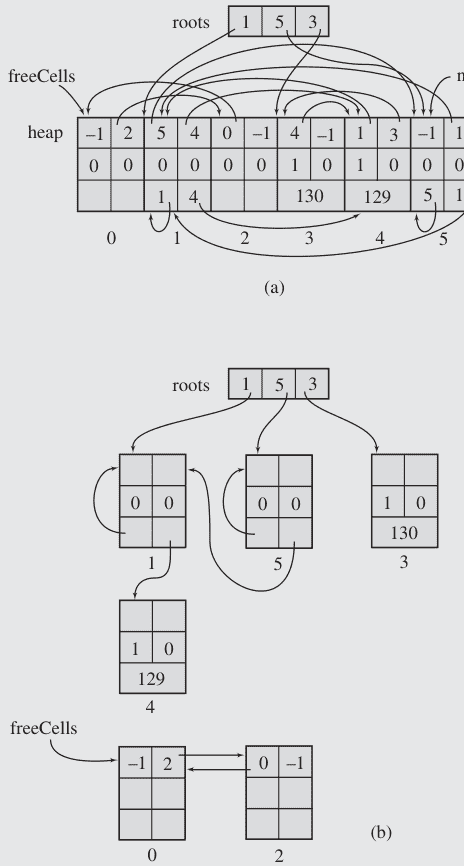 roots 1 5 3
freeCells n
heap –1 2 5 4 0 –1 4 –1 1 3 –1 1
0 0 0 0 0 0 1 0 1 0 0 0
1 4 130 129 5 1
0 1 2 3 4 5
(a)
roots 1 5 3
0 0 0 0 1 0
130
1 5 3
1 0
129
4
freeCells
–1 2 0 –1
(b)
0 2